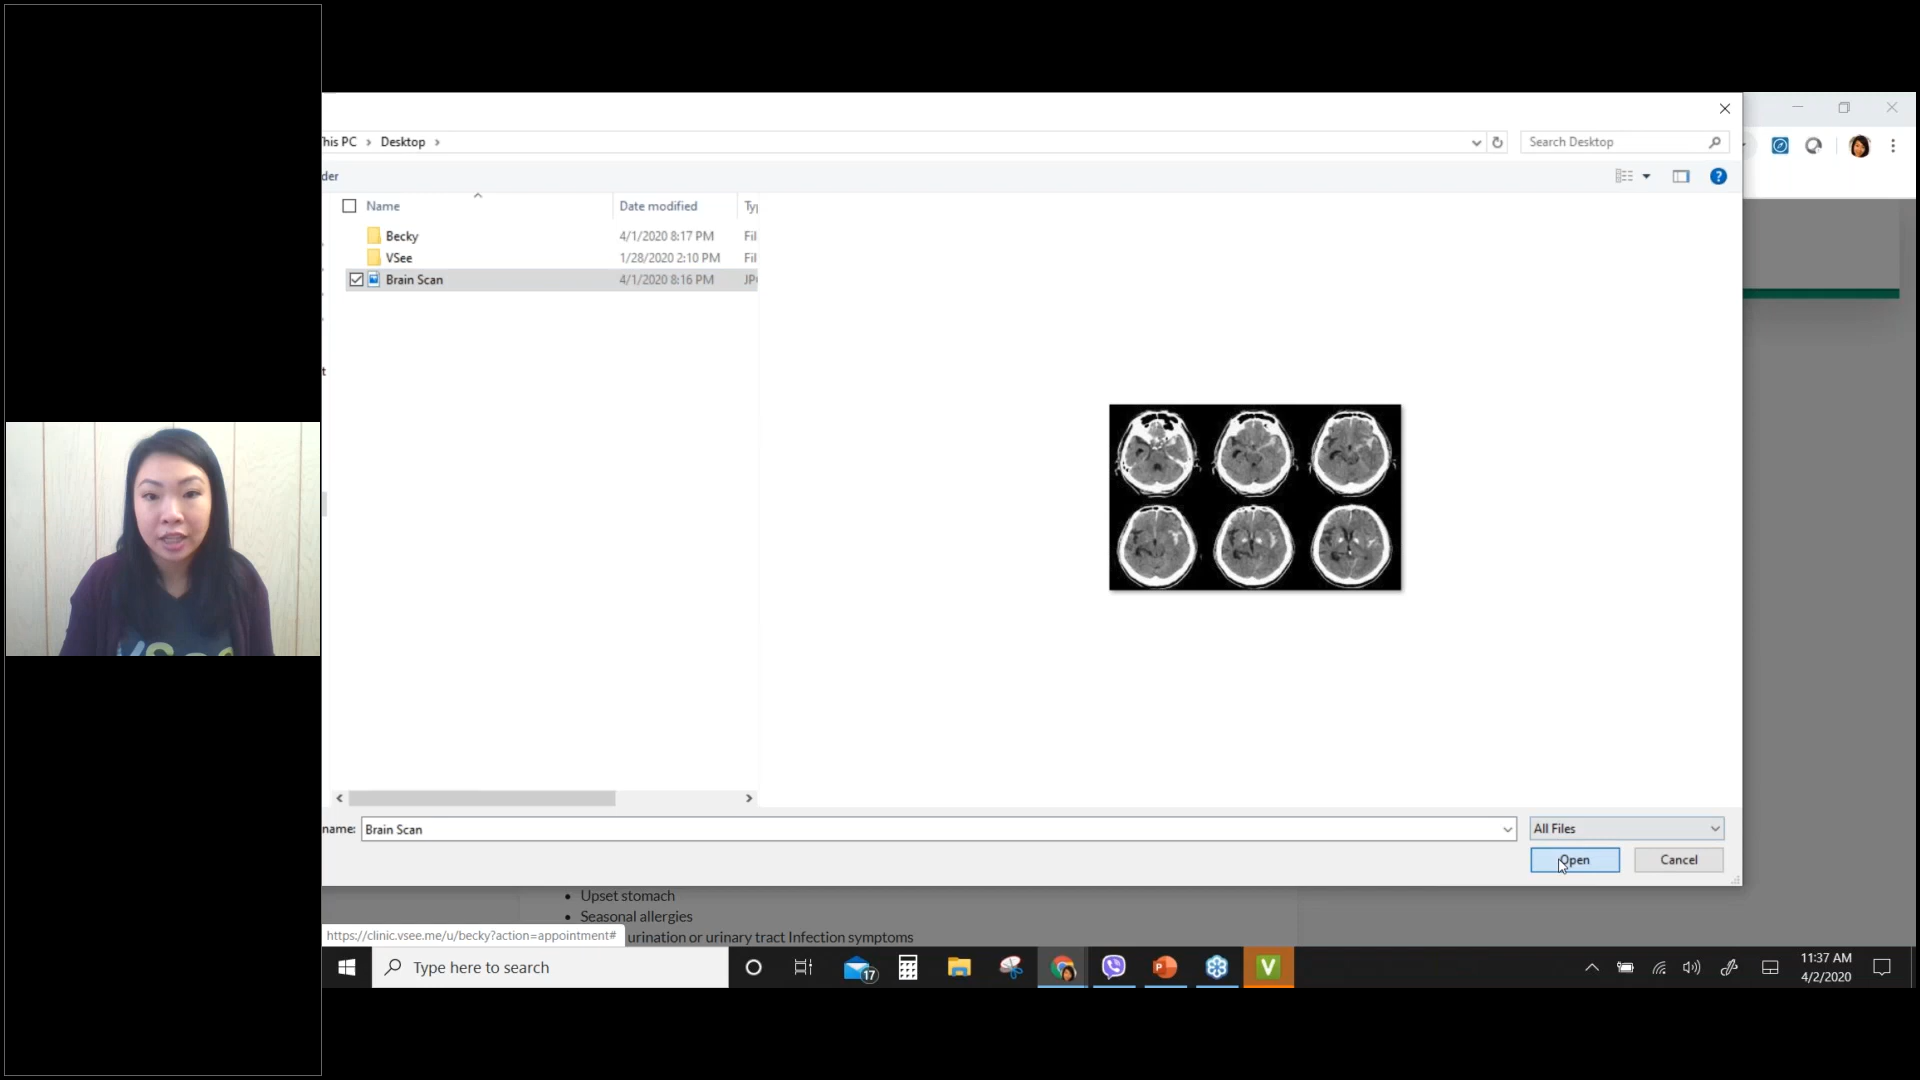 his PC > Desktop >
Search Desktop
der
Name
Date modified
Becky
4/1/2020 8:17 PM
Fil
VSee
1/28/2020 2:10 PM
Fil
Brain Scan
4/1/2020 8:16 PM
t
name: Brain Scan
All Files
Open
Cancel
Upset stomach
Seasonal allergies
urination or urinary tract Infection symptoms
https://clinic.vsee.me/u/becky?action=appointment#
Type here to search
17
V
11:37 AM
4/2/2020